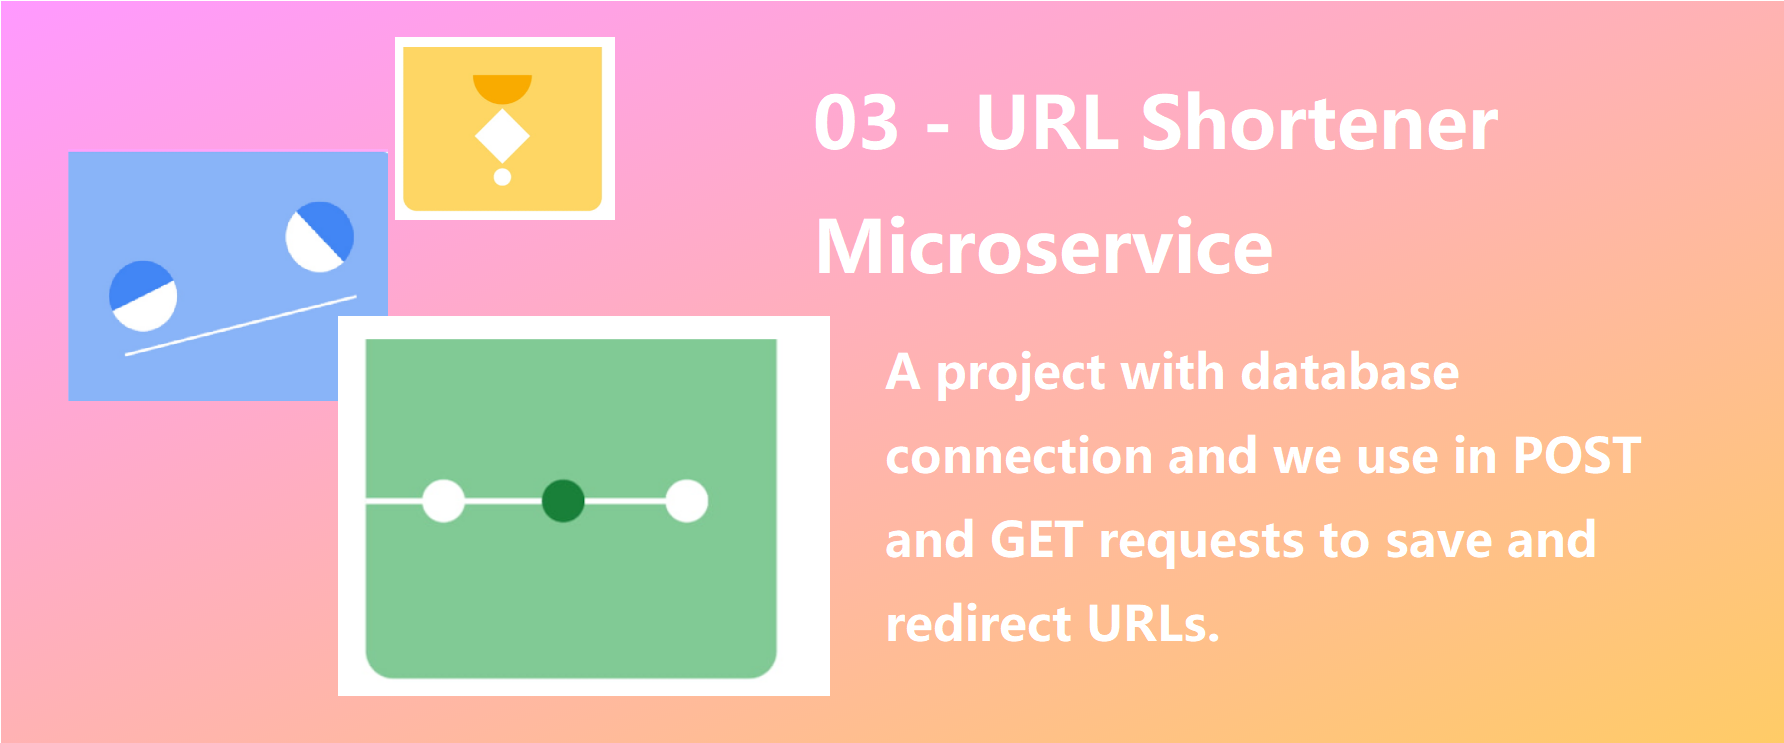 03 - URL Shortener
Microservice
A project with database
connection and we use in POST
and GET requests to save and
redirect URLs.